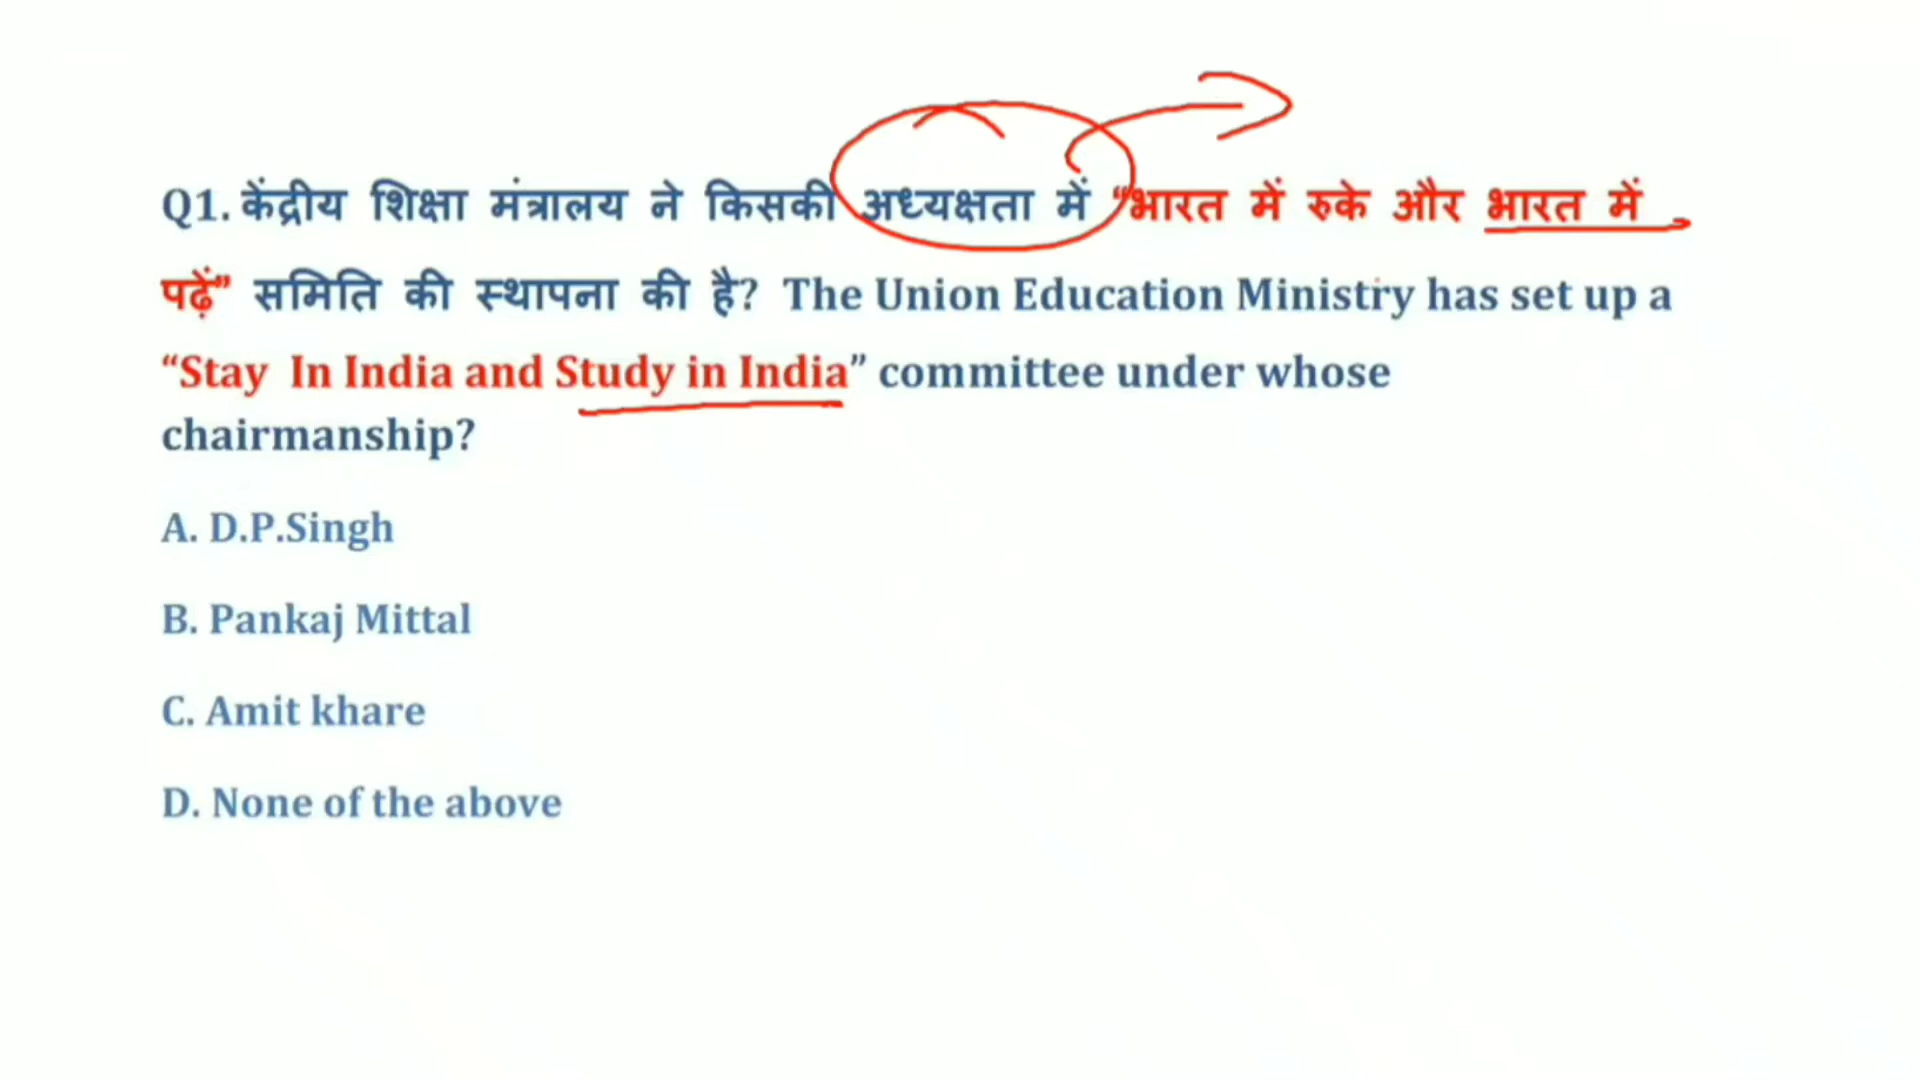 Q1. केंद्रीय शिक्षा मंत्रालय ने किसकी अध्यक्षता में “भारत में रुके और भारत में
पढ़ें” समिति की स्थापना की है? The Union Education Ministry has set up a
“Stay In India and Study in India” committee under whose
chairmanship?
A. D.P.Singh
B. Pankaj Mittal
C. Amit khare
D. None of the above